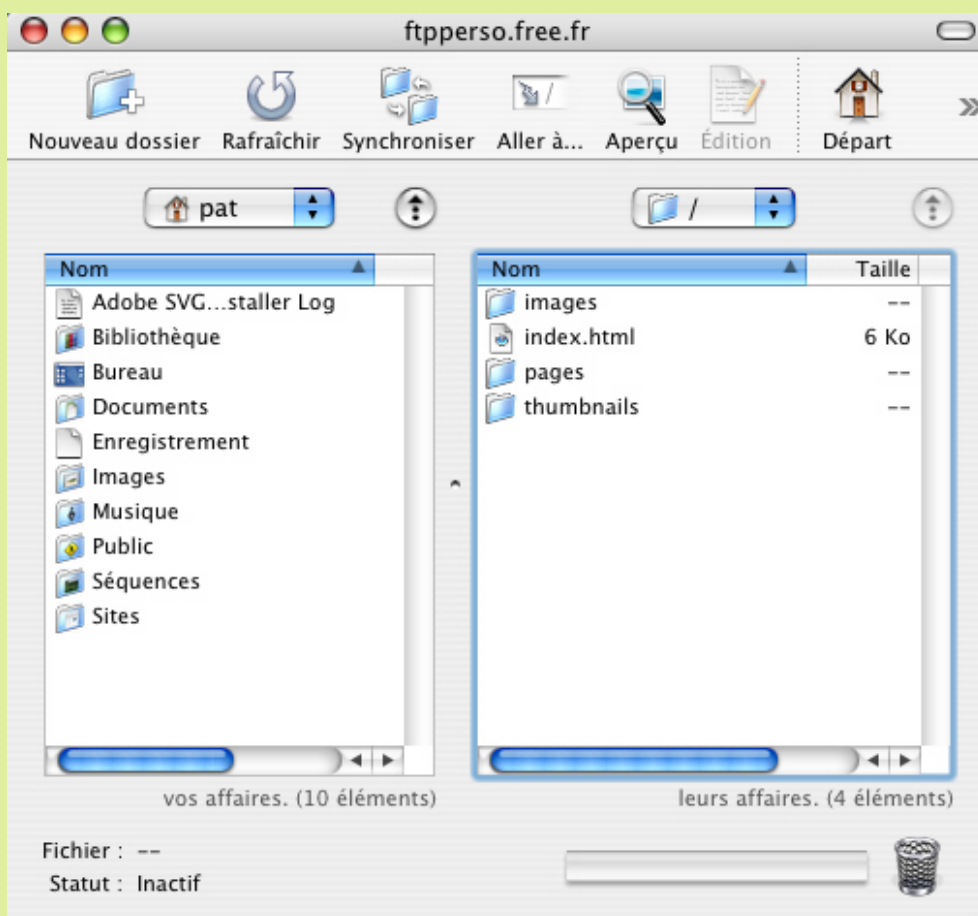 ftpperso.free.fr
Nouveau dossier Rafraîchir Synchroniser Aller à... Aperçu Édition Départ
pat /
Nom
Adobe SVG...staller Log
Bibliothèque
Bureau
Documents
Enregistrement
Images
Musique
Public
Séquences
Sites
vos affaires. (10 éléments)
Nom Taille
images --
index.html 6 Ko
pages --
thumbnails --
leurs affaires. (4 éléments)
Fichier : --
Statut : Inactif